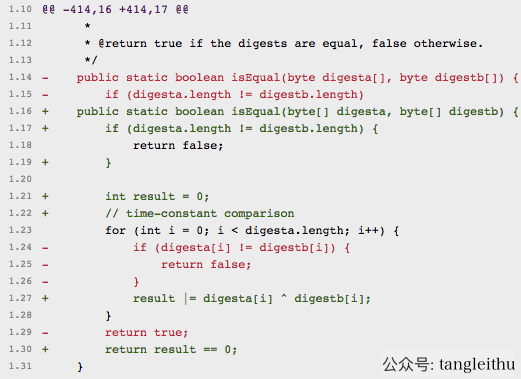 1.10 @@ -414,16 +414,17 @@
1.11       *
1.12       * @return true if the digests are equal, false otherwise.
1.13       */
1.14 -    public static boolean isEqual(byte digesta[], byte digestb[]) {
1.15 -        if (digesta.length != digestb.length)
1.16 +    public static boolean isEqual(byte[] digesta, byte[] digestb) {
1.17 +        if (digesta.length != digestb.length) {
1.18              return false;
1.19 +        }
1.20
1.21 +        int result = 0;
1.22 +        // time-constant comparison
1.23          for (int i = 0; i < digesta.length; i++) {
1.24 -            if (digesta[i] != digestb[i]) {
1.25 -                return false;
1.26 -            }
1.27 +            result |= digesta[i] ^ digestb[i];
1.28          }
1.29 -        return true;
1.30 +        return result == 0;
1.31      }
公众号: tangleithu